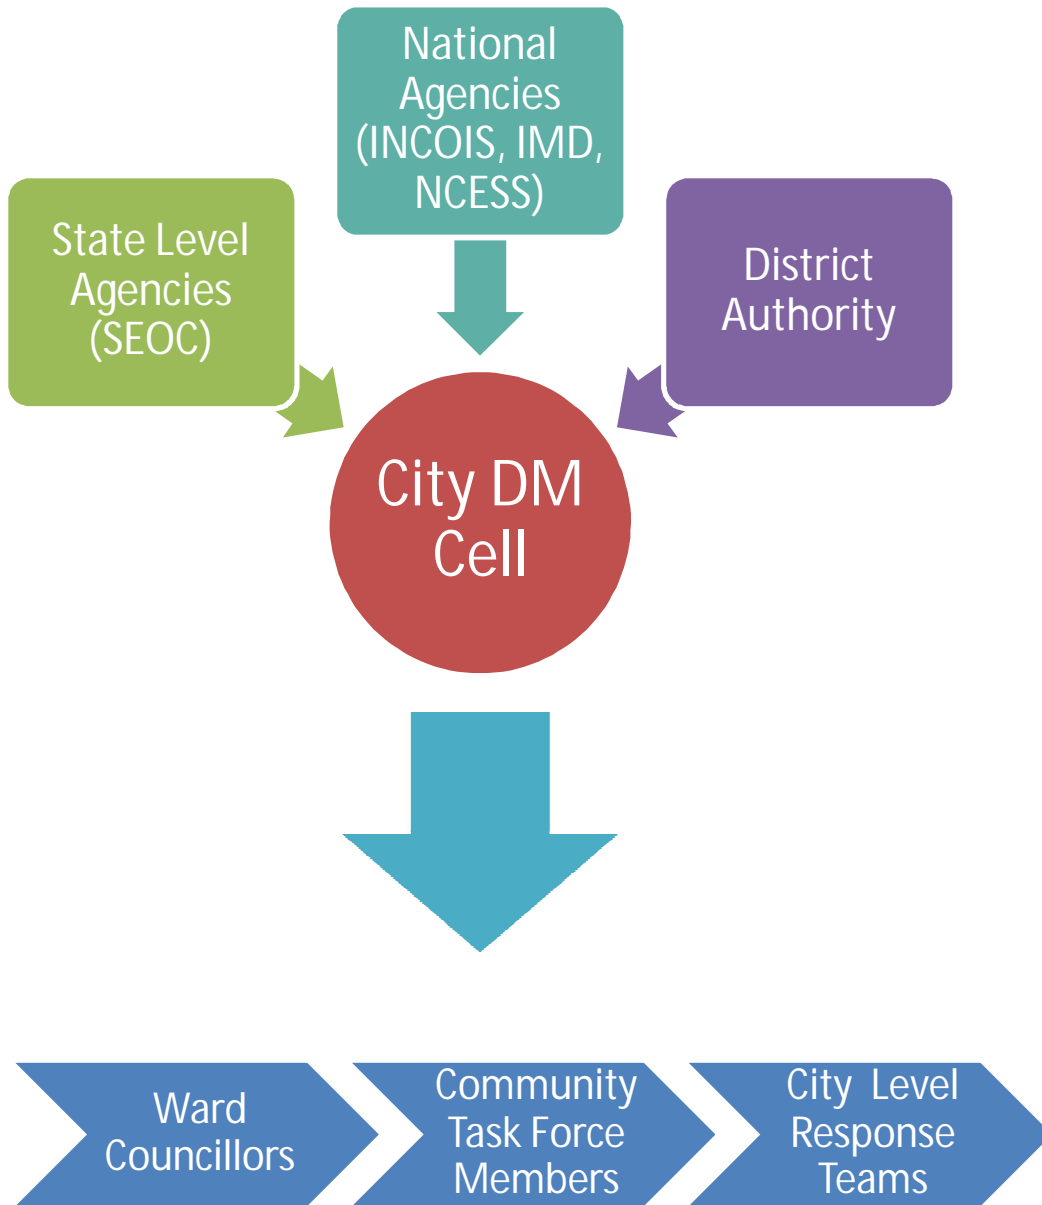 National
Agencies
(INCOIS, IMD,
NCESS)
State Level
Agencies
(SEOC)
District
Authority
City DM
Cell
Ward
Councillors
Community
Task Force
Members
City Level
Response
Teams